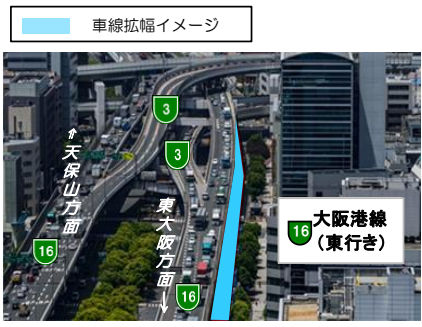 車線拡幅イメージ
3
3
⇐天保山方面
東大阪方面→
16
16
16
大阪港線
(東行き)